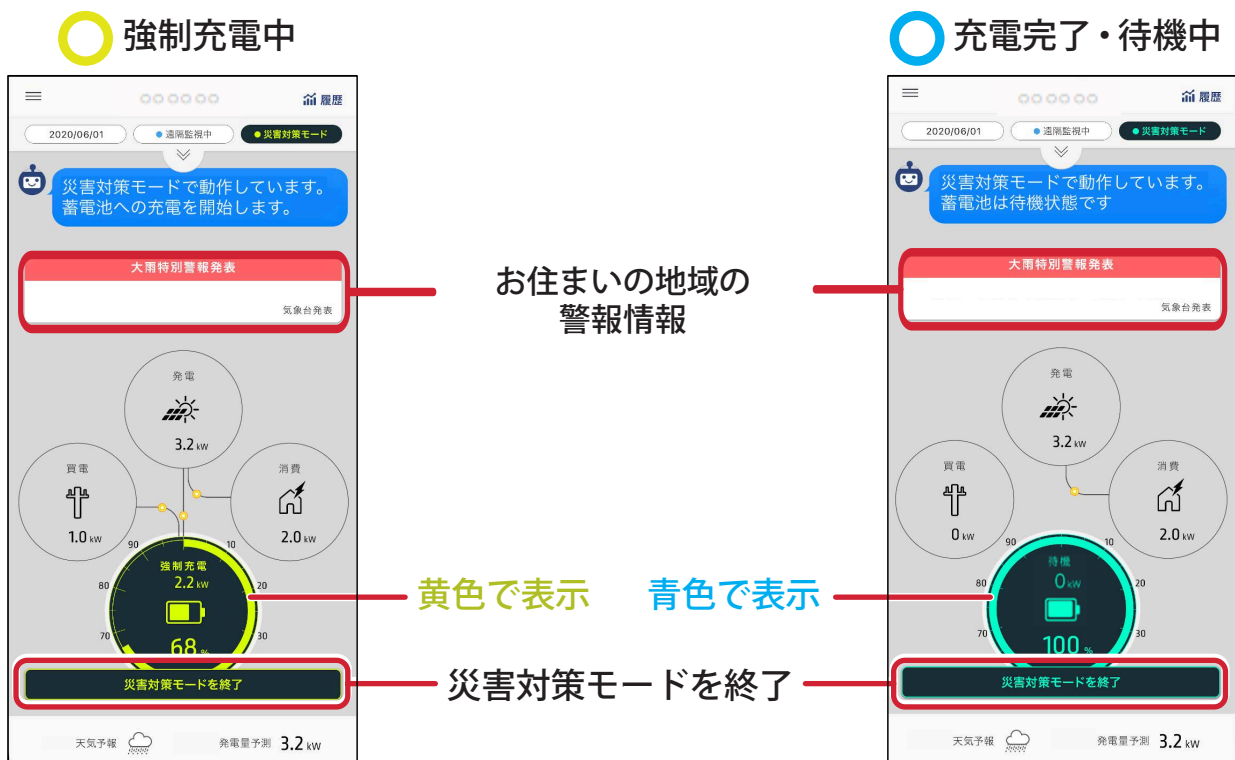 強制充電中
履歴
2020/06/01
遠隔監視中
災害対策モード
災害対策モードで動作しています。
蓄電池への充電を開始します。
大雨特別警報発表
気象台発表
発電
3.2 kW
買電
1.0 kW
消費
2.0 kW
90
10
80
20
70
30
強制充電
2.2 kW
68 %
災害対策モードを終了
天気予報
発電量予測 3.2 kW
お住まいの地域の
警報情報
黄色で表示
青色で表示
災害対策モードを終了
充電完了・待機中
履歴
2020/06/01
遠隔監視中
災害対策モード
災害対策モードで動作しています。
蓄電池は待機状態です
大雨特別警報発表
気象台発表
発電
3.2 kW
買電
0 kW
消費
2.0 kW
90
10
80
20
70
30
待機
0 kW
100 %
災害対策モードを終了
天気予報
発電量予測 3.2 kW